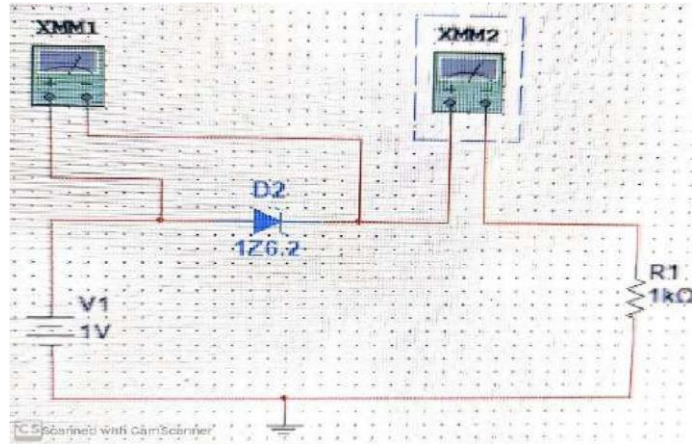 XMM1
XMM2
D2
1Z6.2
V1
1V
R1
1kΩ
CS Scanned with CamScanner